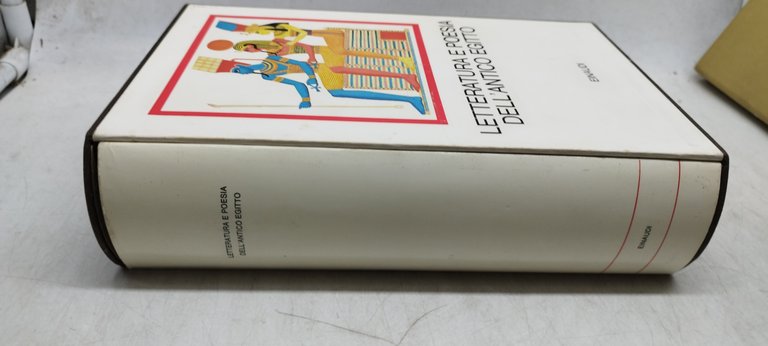 LETTERATURA E POESIA
DELL'ANTICO EGITTO
EINAUDI
LETTERATURA E POESIA
DELL'ANTICO EGITTO
EINAUDI